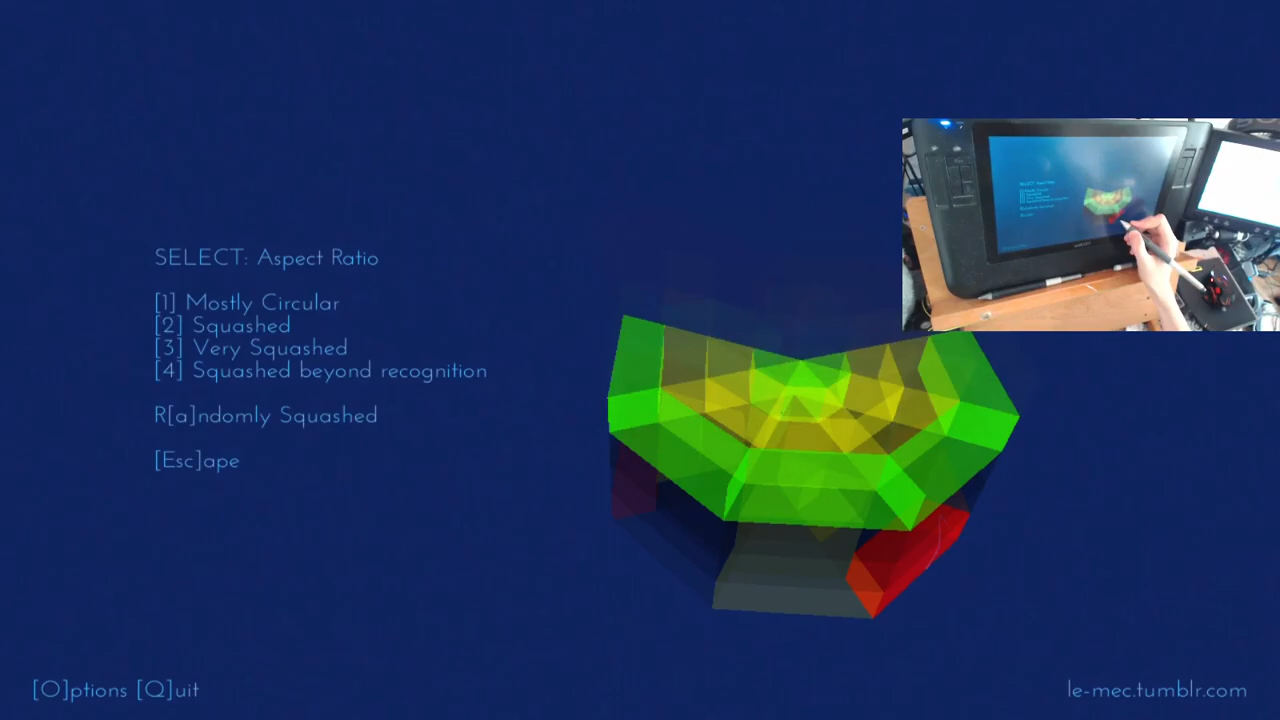 SELECT: Aspect Ratio
[1] Mostly Circular
[2] Squashed
[3] Very Squashed
[4] Squashed beyond recognition
R[a]ndomly Squashed
[Esc]ape
[O]ptions [Q]uit
le-mec.tumblr.com